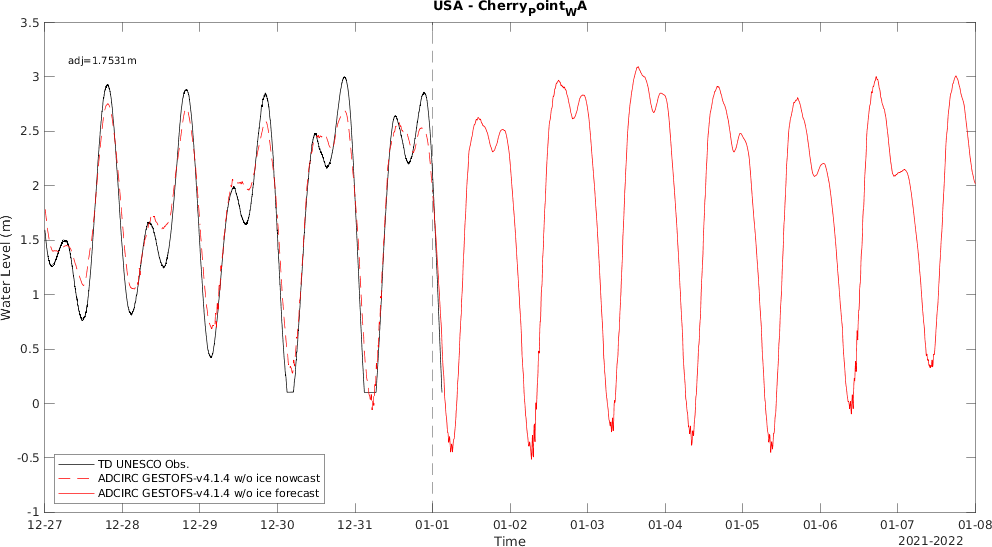 USA - CherryPointWA
adj=1.7531m
3.5
3
2.5
2
1.5
1
0.5
0
-0.5
-1
Water Level (m)
TD UNESCO Obs.
ADCIRC GESTOFS-v4.1.4 w/o ice nowcast
ADCIRC GESTOFS-v4.1.4 w/o ice forecast
12-27 12-28 12-29 12-30 12-31 01-01 01-02 01-03 01-04 01-05 01-06 01-07 01-08
Time
2021-2022